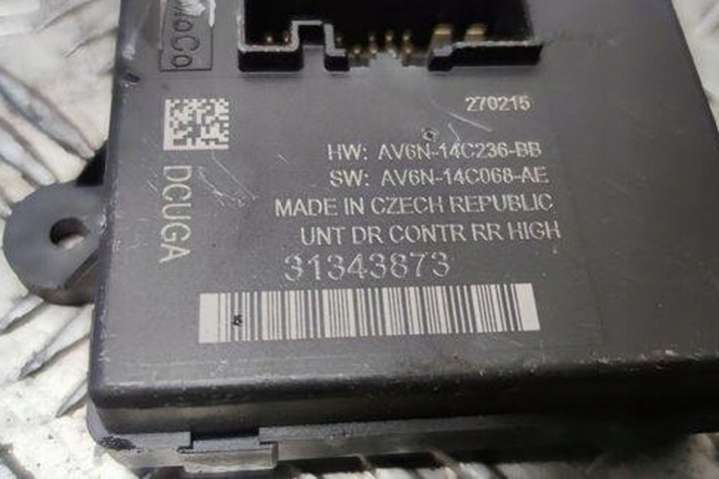 MoCo
270215
HW: AV6N-14C236-BB
SW: AV6N-14C068-AE
MADE IN CZECH REPUBLIC
UNT DR CONTR RR HIGH
31343873
DCUGA